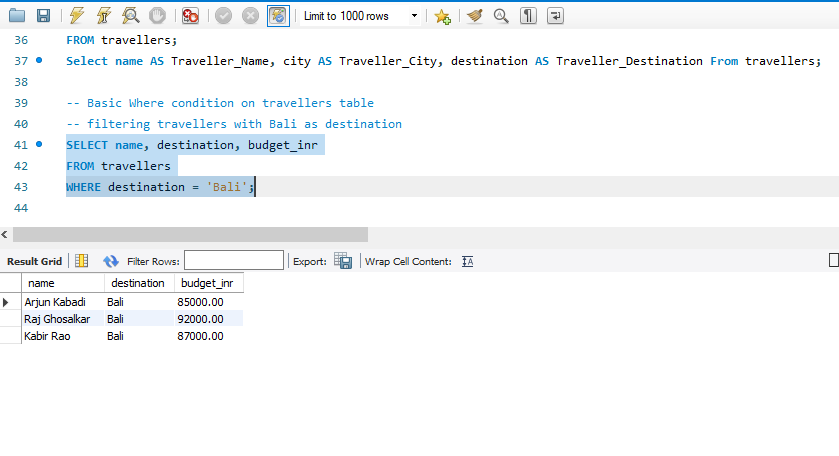 Limit to 1000 rows
36 FROM travellers;
37 Select name AS Traveller_Name, city AS Traveller_City, destination AS Traveller_Destination From travellers;
38
39 -- Basic Where condition on travellers table
40 -- filtering travellers with Bali as destination
41 SELECT name, destination, budget_inr
42 FROM travellers
43 WHERE destination = 'Bali';
44
Result Grid Filter Rows: Export: Wrap Cell Content:
name destination budget_inr
Arjun Kabadi Bali 85000.00
Raj Ghosalkar Bali 92000.00
Kabir Rao Bali 87000.00